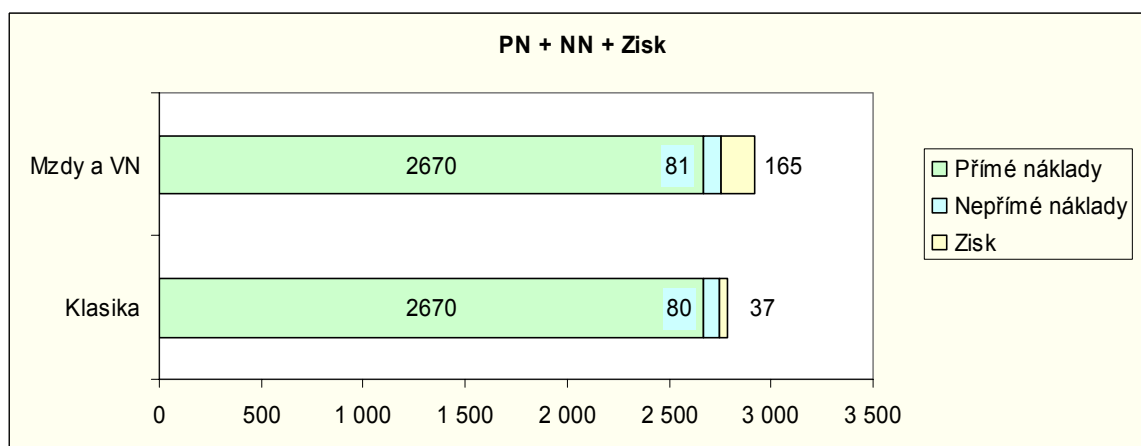 PN + NN + Zisk
Mzdy a VN
2670
81
165
Klasika
2670
80
37
0
500
1 000
1 500
2 000
2 500
3 000
3 500
Přímé náklady
Nepřímé náklady
Zisk